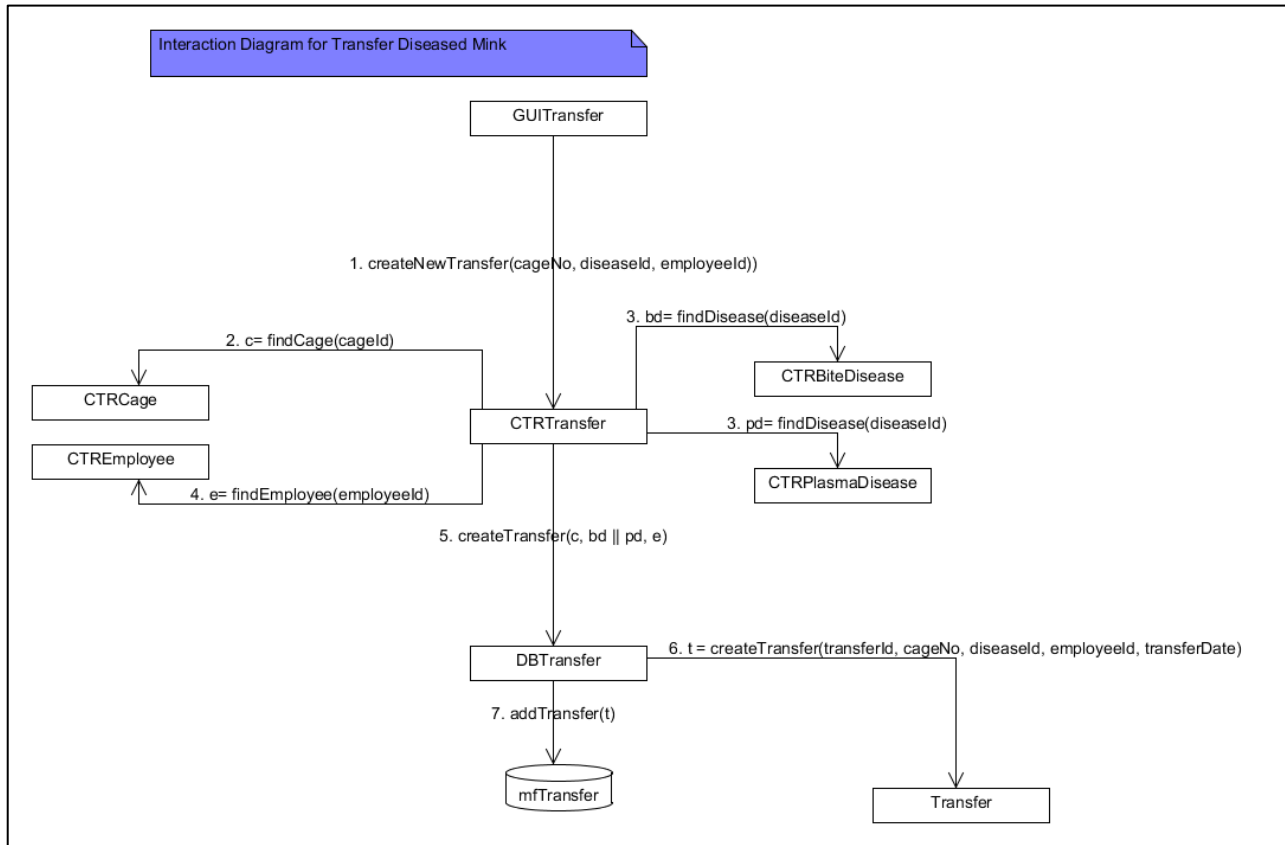 Interaction Diagram for Transfer Diseased Mink
GUITransfer
1. createNewTransfer(cageNo, diseaseId, employeeId))
3. bd= findDisease(diseaseId)
2. c= findCage(cageId)
CTRBiteDisease
CTRCage
CTRTransfer
3. pd= findDisease(diseaseId)
CTREmployee
CTRPlasmaDisease
4. e= findEmployee(employeeId)
5. createTransfer(c, bd || pd, e)
DBTransfer
6. t = createTransfer(transferId, cageNo, diseaseId, employeeId, transferDate)
7. addTransfer(t)
mfTransfer
Transfer